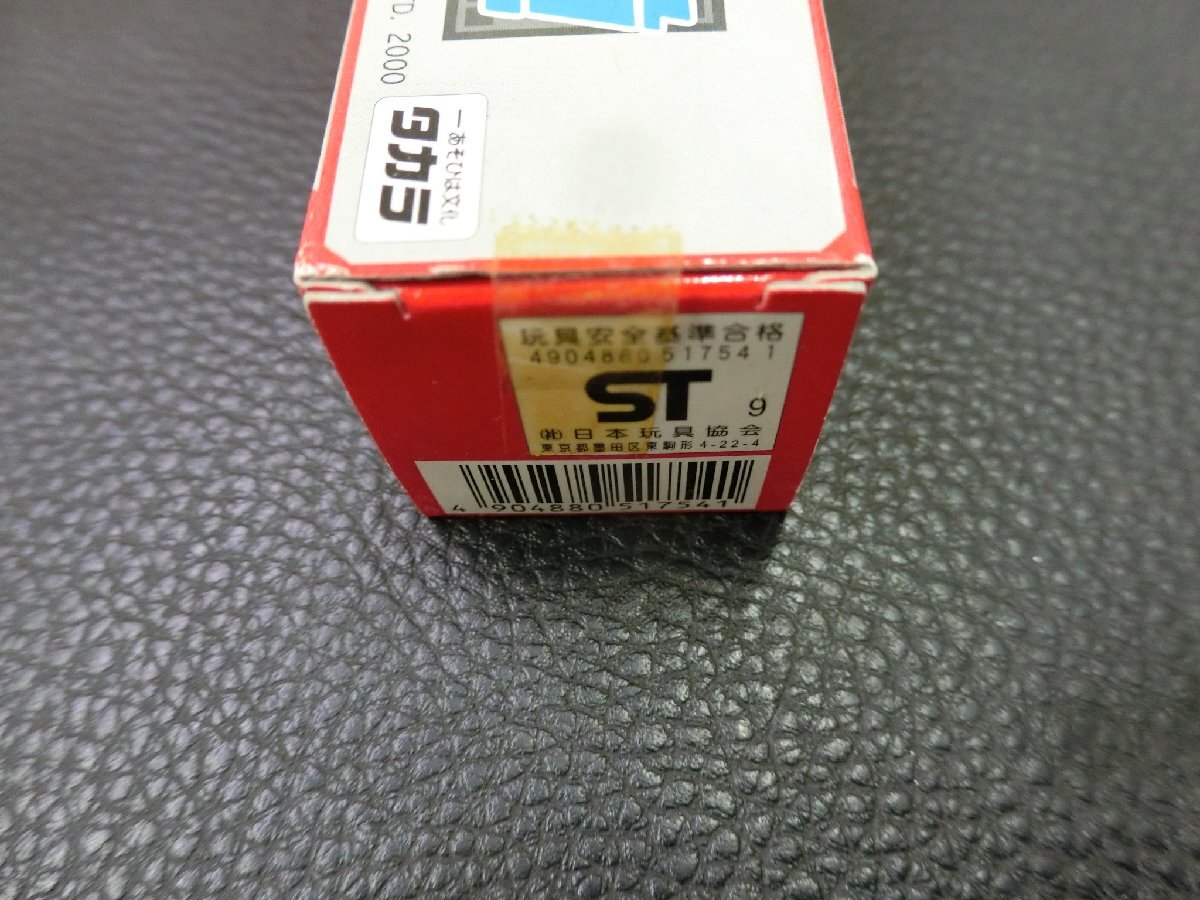 TD. 2000
―あそびは文化
タカラ
玩具安全基準合格
4904880517541
ST 9
㈳日本玩具協会
東京都墨田区東駒形4-22-4
4 904880 517541